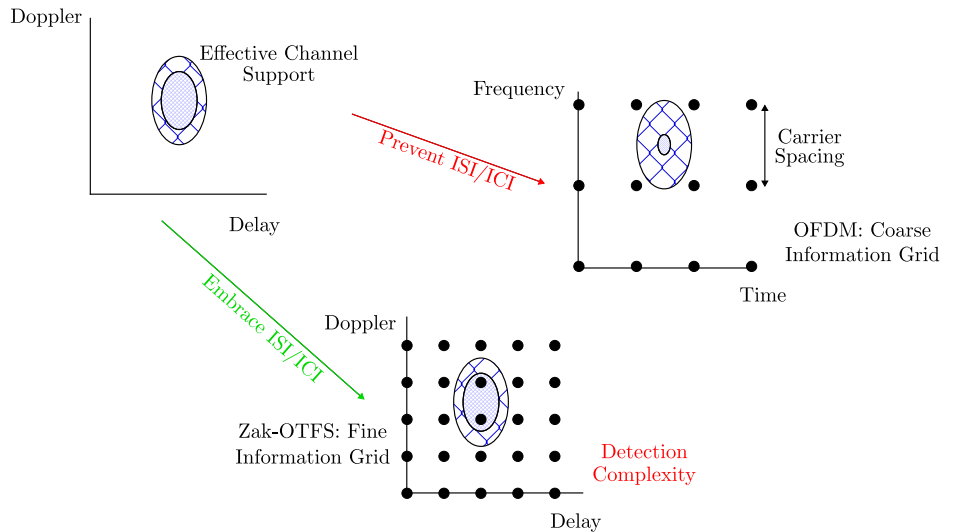 Doppler
Effective Channel
Support
Delay
Prevent ISI/ICI
Frequency
Carrier
Spacing
OFDM: Coarse
Information Grid
Time
Embrace ISI/ICI
Doppler
Zak-OTFS: Fine
Information Grid
Detection
Complexity
Delay